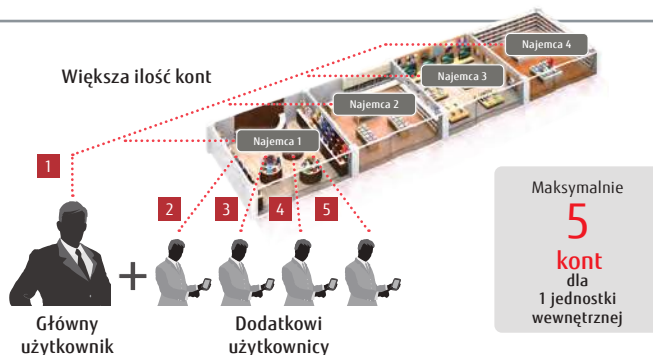 Większa ilość kont
Najemca 4
Najemca 3
Najemca 2
Najemca 1
1
2
3
4
5
+
Główny
użytkownik
Dodatkowi
użytkownicy
Maksymalnie
5
kont
dla
1 jednostki
wewnętrznej